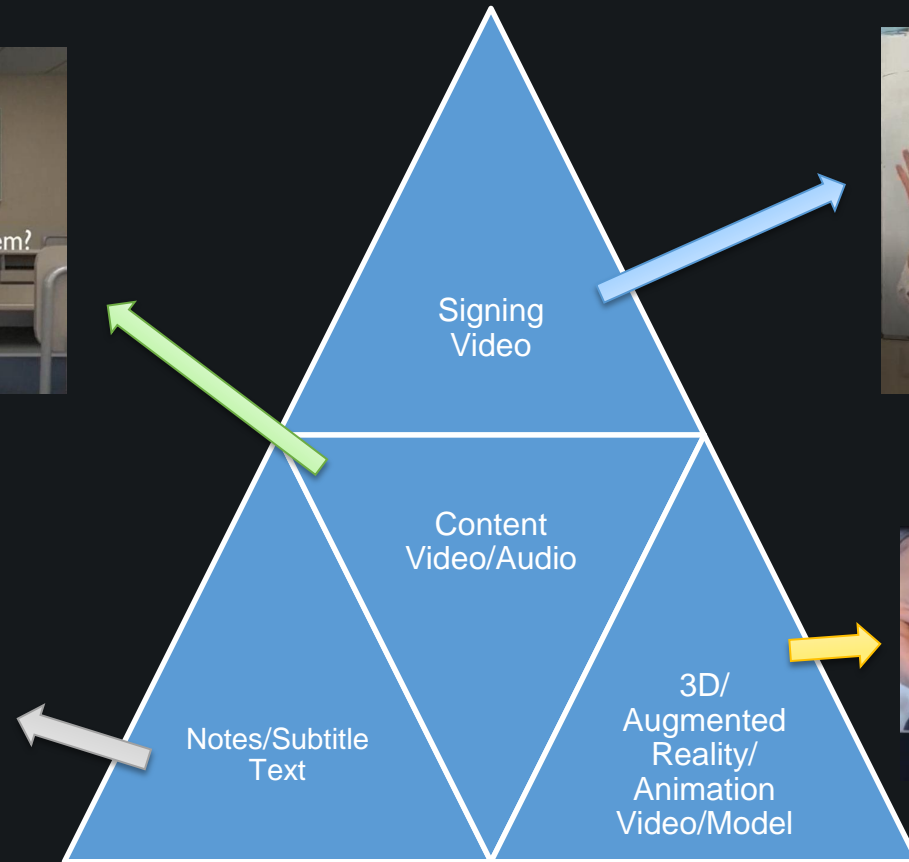 Signing
Video
Content
Video/Audio
Notes/Subtitle
Text
3D/
Augmented
Reality/
Animation
Video/Model